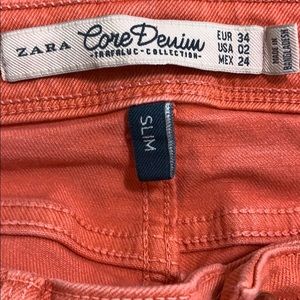 ZARA
Core Denim
-TRAFALUC-COLLECTION-
EUR 34
USA 02
MEX 24
MADE IN
BANGLADESH
SLIM